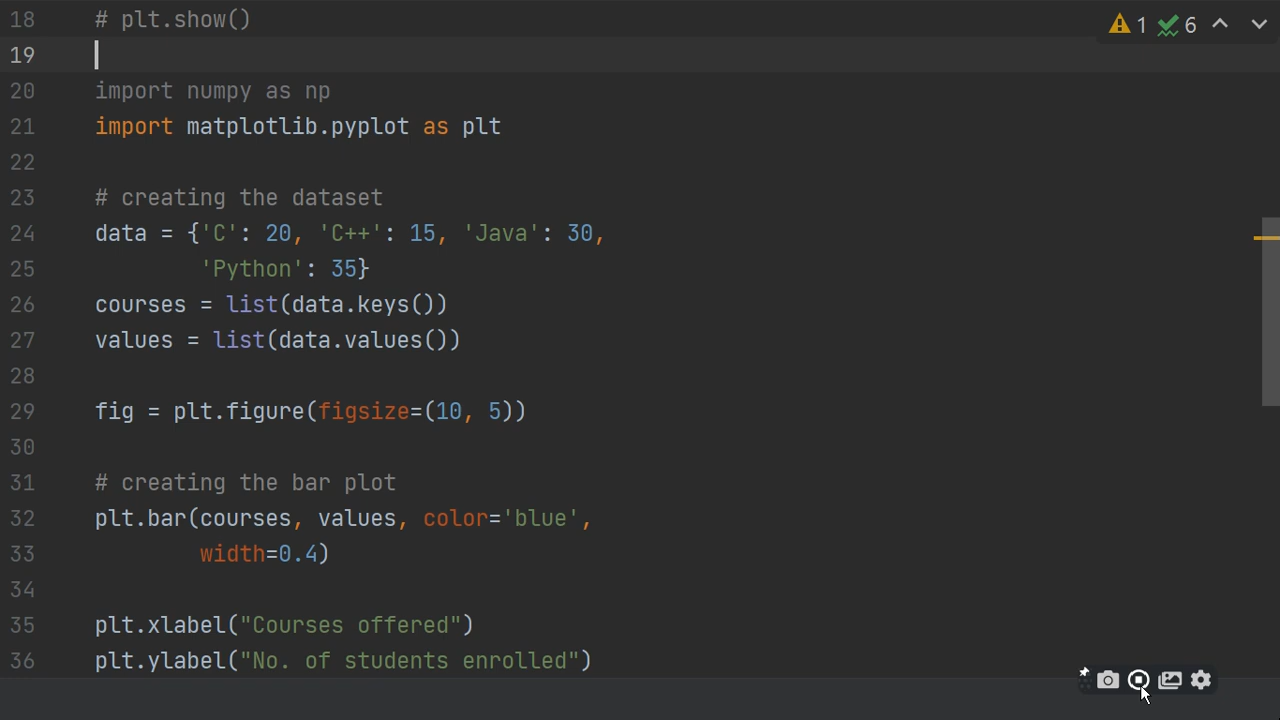 18 # plt.show()
19
20 import numpy as np
21 import matplotlib.pyplot as plt
22
23 # creating the dataset
24 data = {'C': 20, 'C++': 15, 'Java': 30,
25         'Python': 35}
26 courses = list(data.keys())
27 values = list(data.values())
28
29 fig = plt.figure(figsize=(10, 5))
30
31 # creating the bar plot
32 plt.bar(courses, values, color='blue',
33         width=0.4)
34
35 plt.xlabel("Courses offered")
36 plt.ylabel("No. of students enrolled")
1 6